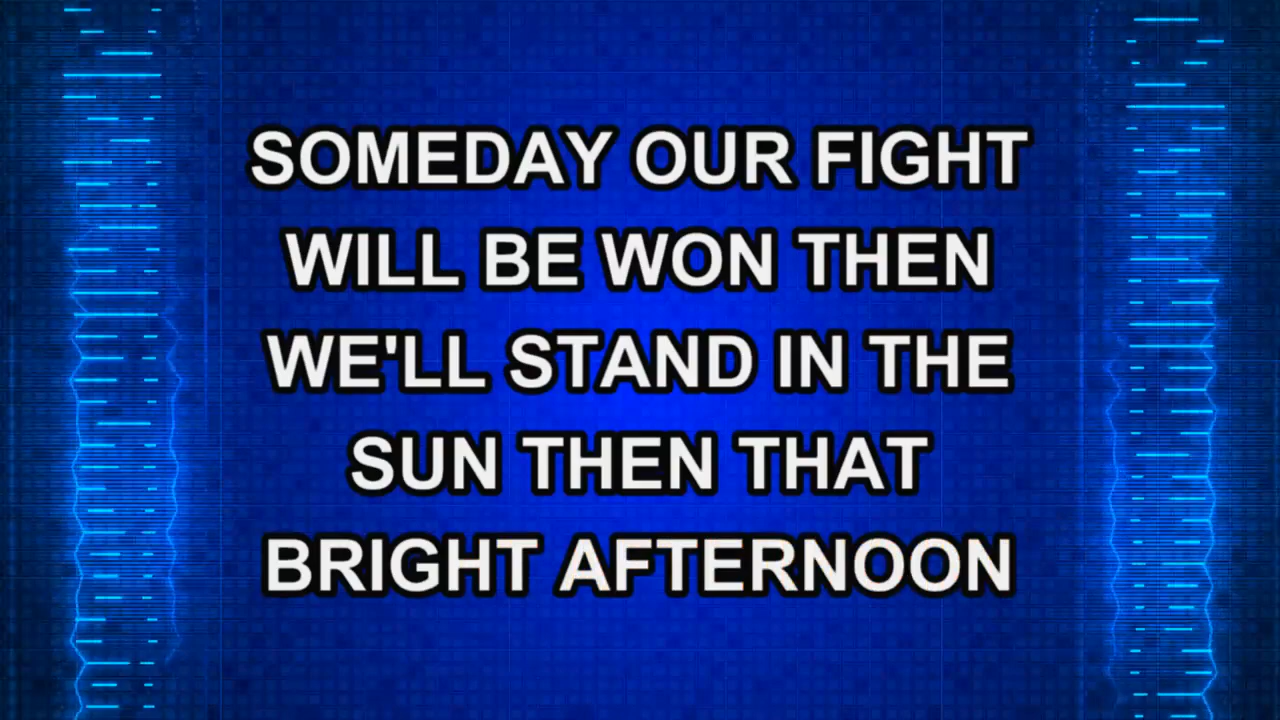 SOMEDAY OUR FIGHT
WILL BE WON THEN
WE'LL STAND IN THE
SUN THEN THAT
BRIGHT AFTERNOON